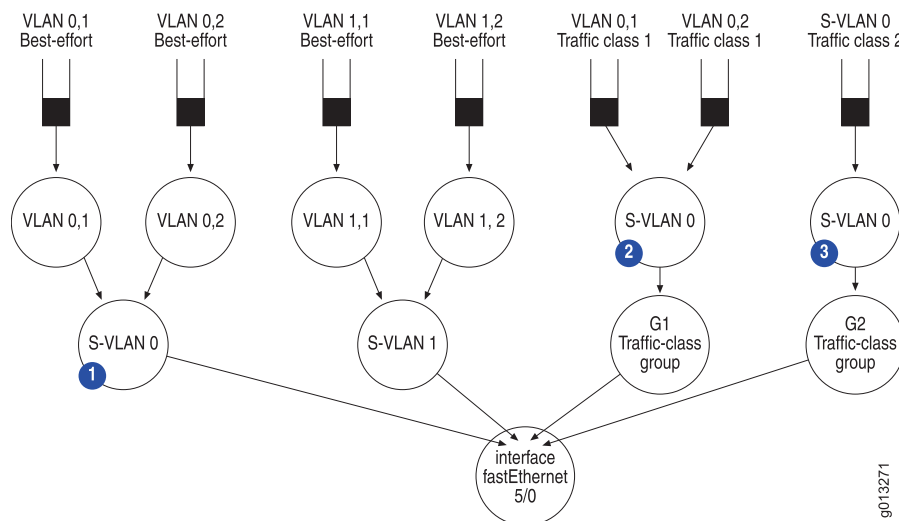 VLAN 0,1
Best-effort
VLAN 0,2
Best-effort
VLAN 1,1
Best-effort
VLAN 1,2
Best-effort
VLAN 0,1
Traffic class 1
VLAN 0,2
Traffic class 1
S-VLAN 0
Traffic class 2
VLAN 0,1
VLAN 0,2
VLAN 1,1
VLAN 1, 2
S-VLAN 0
2
S-VLAN 0
3
S-VLAN 0
1
S-VLAN 1
G1
Traffic-class
group
G2
Traffic-class
group
interface
fastEthernet
5/0
g013271